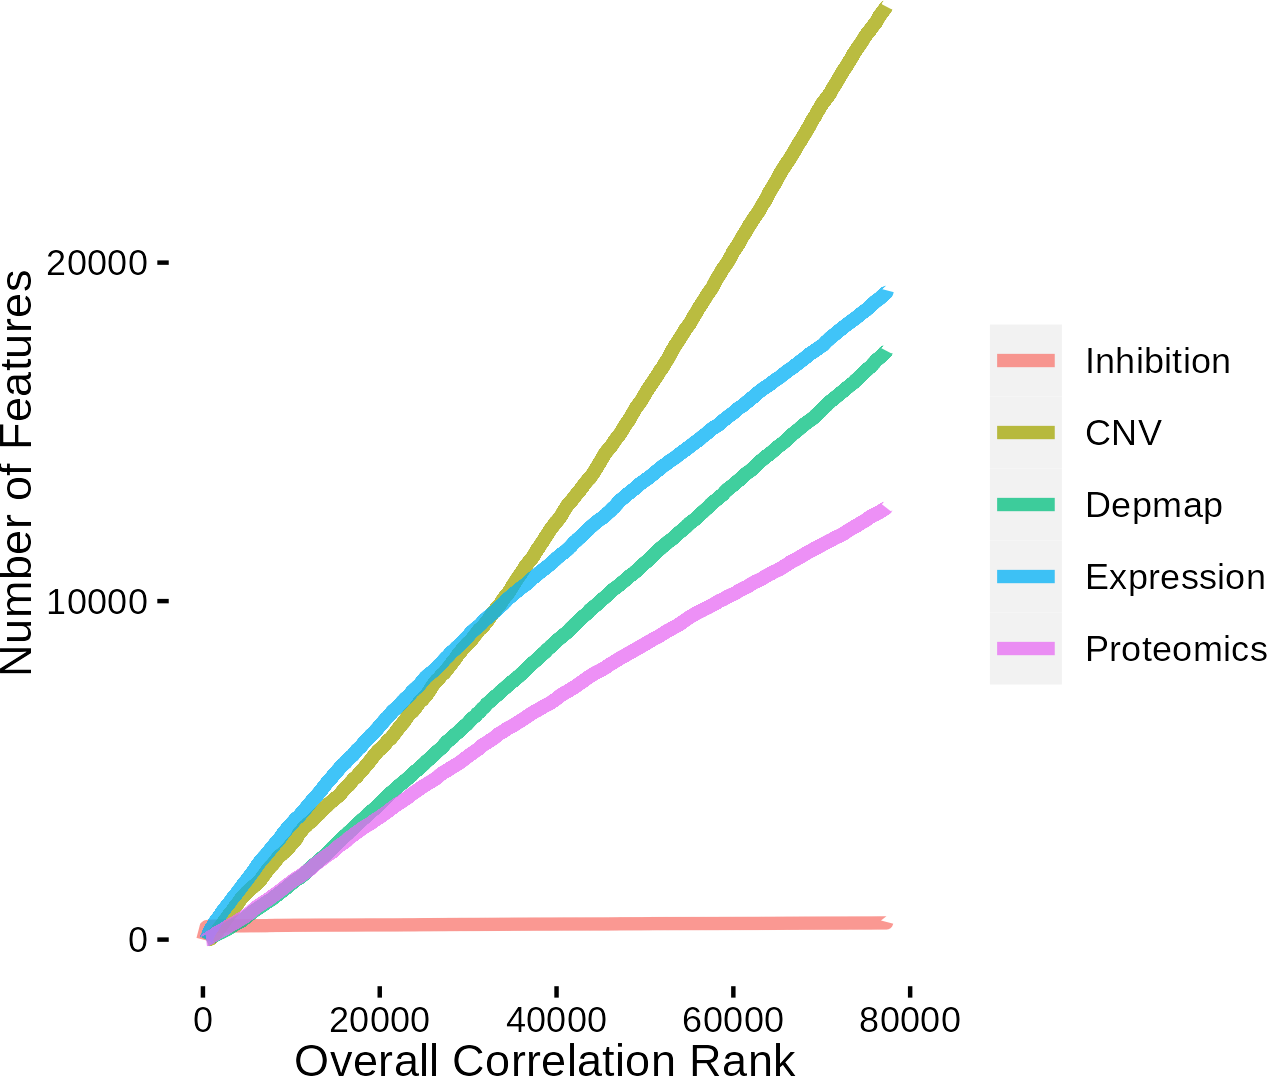 Number of Features
20000
10000
0
0 20000 40000 60000 80000
Overall Correlation Rank
Inhibition
CNV
Depmap
Expression
Proteomics